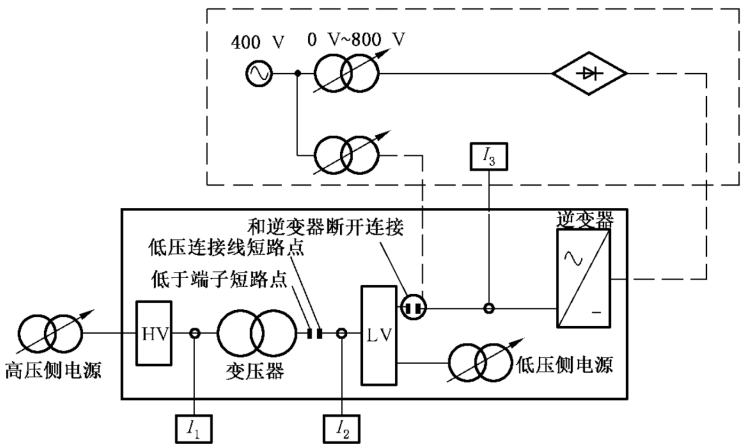 400 V
0 V~800 V
I3
和逆变器断开连接
逆变器
低压连接线短路点
低于端子短路点
HV
LV
高压侧电源
变压器
低压侧电源
I1
I2